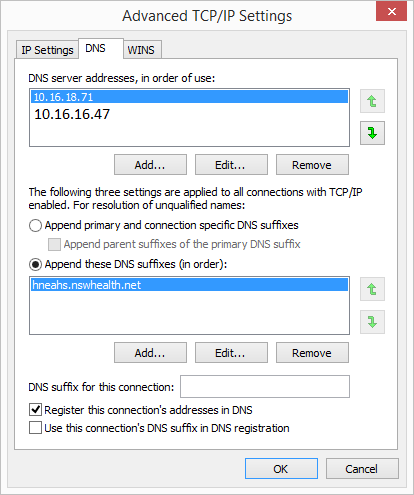 Advanced TCP/IP Settings
IP Settings DNS WINS
DNS server addresses, in order of use:
10.16.18.71
10.16.16.47
Add... Edit... Remove
The following three settings are applied to all connections with TCP/IP
enabled. For resolution of unqualified names:
Append primary and connection specific DNS suffixes
Append parent suffixes of the primary DNS suffix
Append these DNS suffixes (in order):
hneahs.nswhealth.net
Add... Edit... Remove
DNS suffix for this connection:
Register this connection's addresses in DNS
Use this connection's DNS suffix in DNS registration
OK Cancel